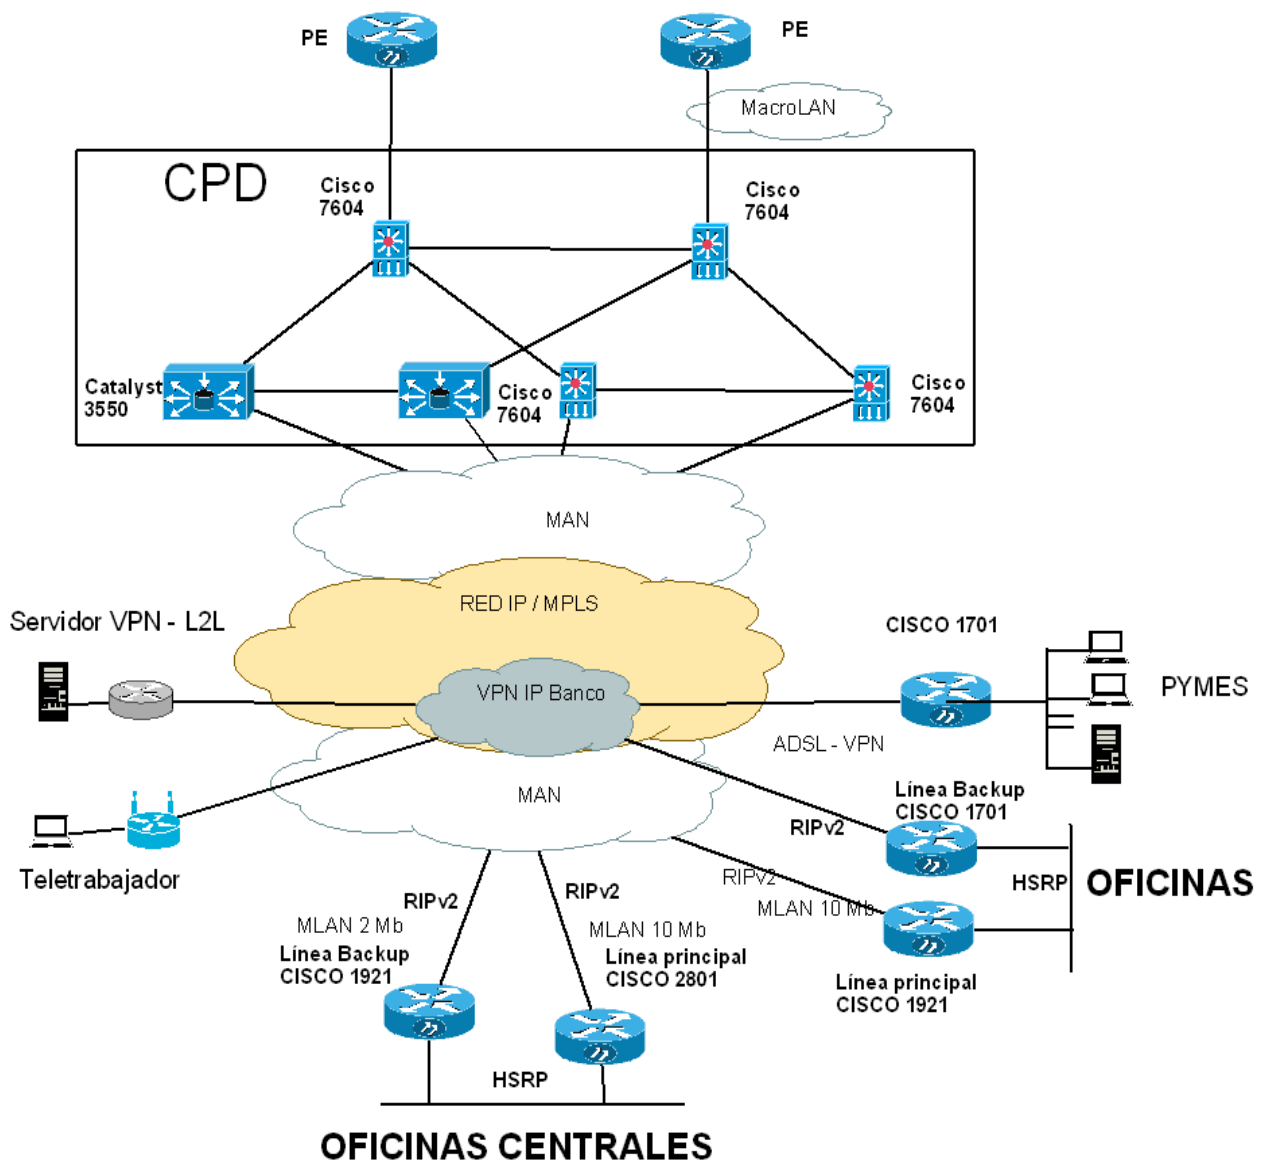 PE
PE
MacroLAN
CPD
Cisco
7604
Cisco
7604
Catalyst
3550
Cisco
7604
Cisco
7604
MAN
RED IP / MPLS
Servidor VPN - L2L
CISCO 1701
VPN IP Banco
PYMES
ADSL - VPN
MAN
Línea Backup
CISCO 1701
RIPv2
Teletrabajador
RIPv2
HSRP
OFICINAS
RIPv2
RIPv2
MLAN 10 Mb
MLAN 2 Mb
MLAN 10 Mb
Línea Backup
CISCO 1921
Línea principal
CISCO 2801
Línea principal
CISCO 1921
HSRP
OFICINAS CENTRALES